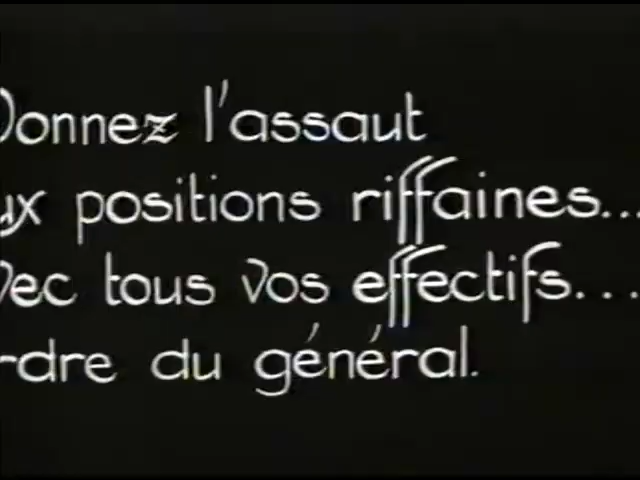 Donnez l'assaut
ux positions riffaines...
vec tous vos effectifs...
rdre du général.